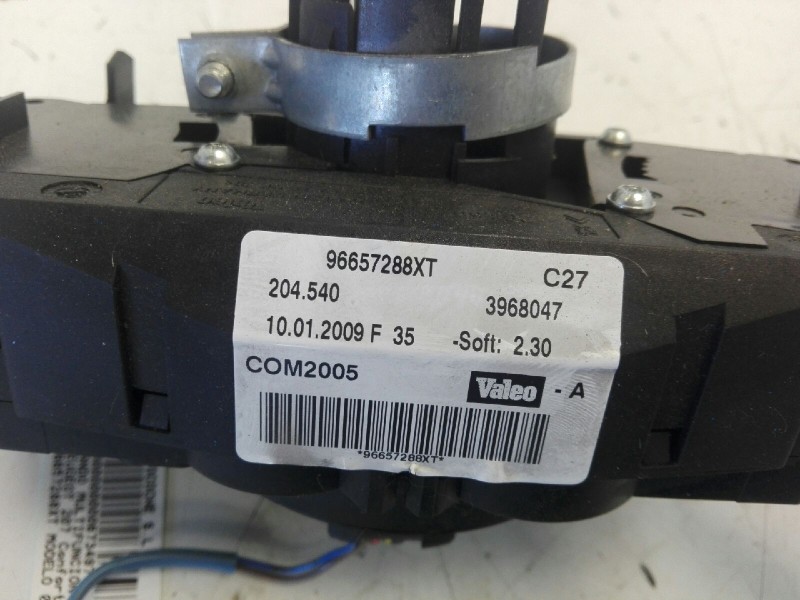 96657288XT C27
204.540 3968047
10.01.2009 F 35 -Soft: 2.30
COM2005 Valeo - A
*96657288XT*